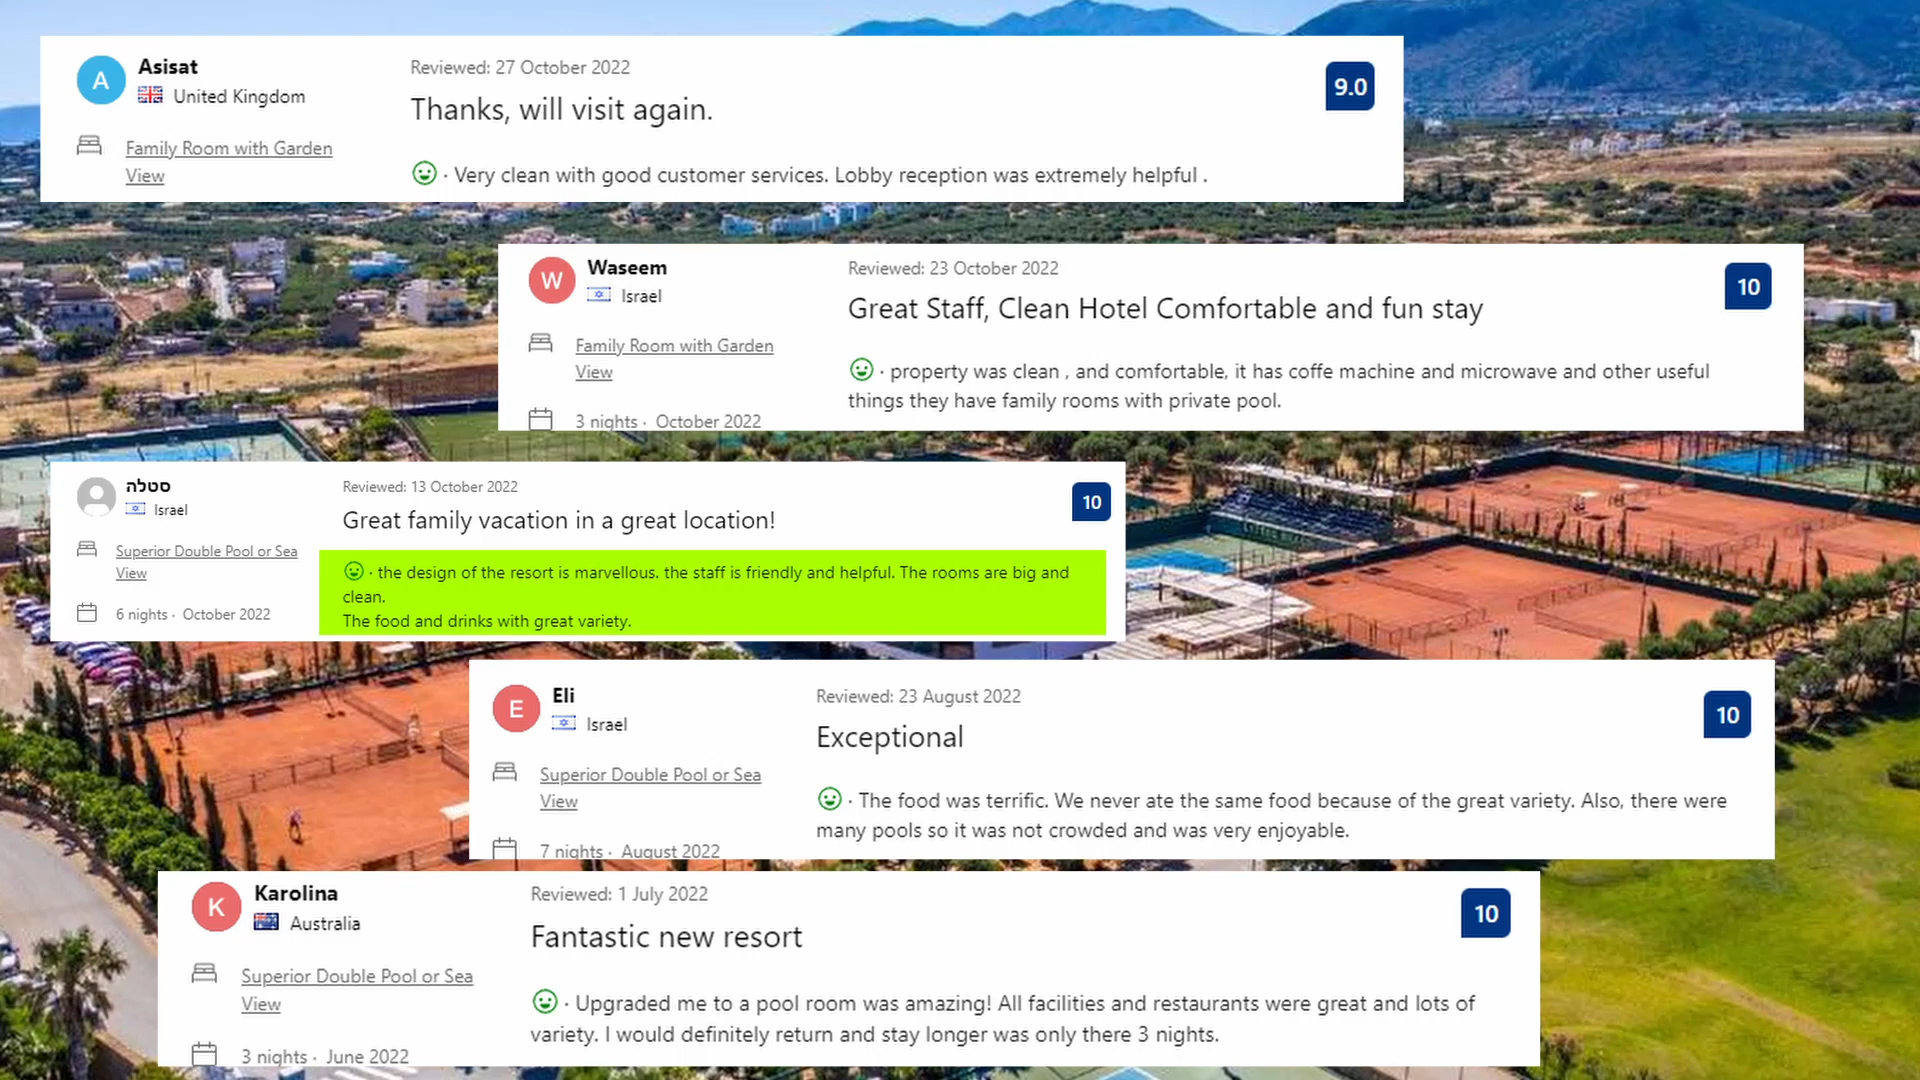 A
Asisat
United Kingdom
Family Room with Garden
View
Reviewed: 27 October 2022
Thanks, will visit again.
· Very clean with good customer services. Lobby reception was extremely helpful .
9.0
W
Waseem
Israel
Family Room with Garden
View
3 nights · October 2022
Reviewed: 23 October 2022
Great Staff, Clean Hotel Comfortable and fun stay
· property was clean , and comfortable, it has coffe machine and microwave and other useful
things they have family rooms with private pool.
10
סטלה
Israel
Superior Double Pool or Sea
View
6 nights · October 2022
Reviewed: 13 October 2022
Great family vacation in a great location!
· the design of the resort is marvellous. the staff is friendly and helpful. The rooms are big and
clean.
The food and drinks with great variety.
10
E
Eli
Israel
Superior Double Pool or Sea
View
7 nights · August 2022
Reviewed: 23 August 2022
Exceptional
· The food was terrific. We never ate the same food because of the great variety. Also, there were
many pools so it was not crowded and was very enjoyable.
10
K
Karolina
Australia
Superior Double Pool or Sea
View
3 nights · June 2022
Reviewed: 1 July 2022
Fantastic new resort
· Upgraded me to a pool room was amazing! All facilities and restaurants were great and lots of
variety. I would definitely return and stay longer was only there 3 nights.
10